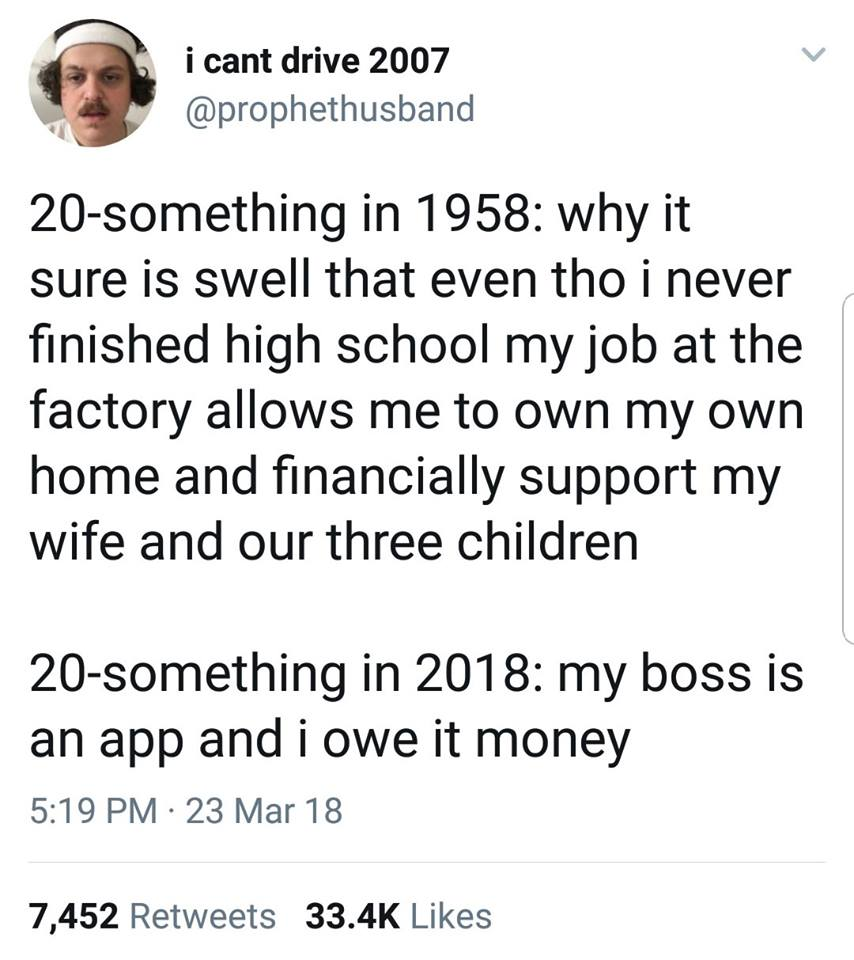 i cant drive 2007
@prophethusband
20-something in 1958: why it
sure is swell that even tho i never
finished high school my job at the
factory allows me to own my own
home and financially support my
wife and our three children
20-something in 2018: my boss is
an app and i owe it money
5:19 PM · 23 Mar 18
7,452 Retweets 33.4K Likes